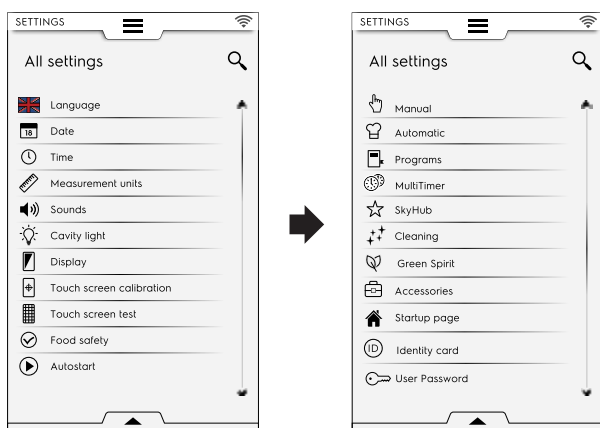 SETTINGS
All settings
Language
18
Date
Time
Measurement units
Sounds
Cavity light
Display
Touch screen calibration
Touch screen test
Food safety
Autostart
SETTINGS
All settings
Manual
Automatic
Programs
MultiTimer
SkyHub
Cleaning
Green Spirit
Accessories
Startup page
ID
Identity card
User Password